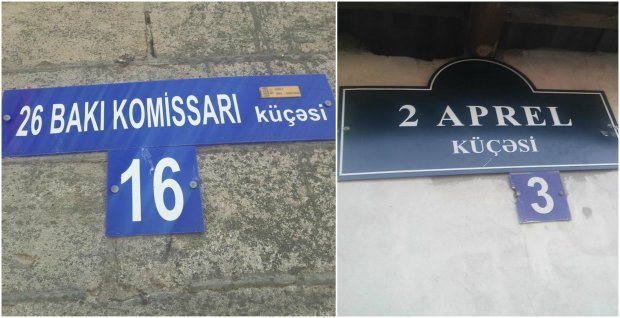 26 BAKI KOMİSSARI küçəsi
16
2 APREL
KÜÇƏSİ
3